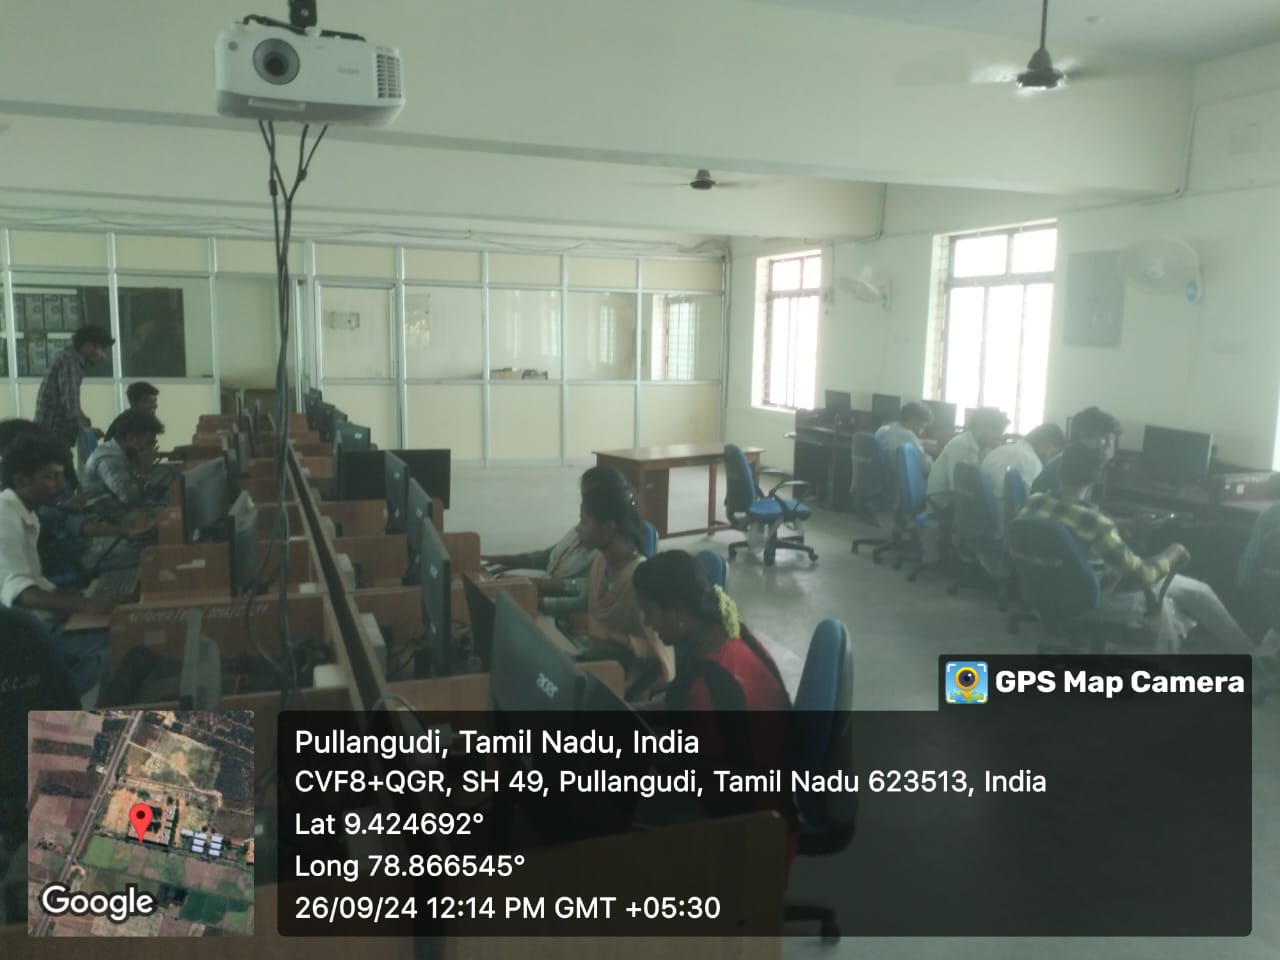 acer
GPS Map Camera
Pullangudi, Tamil Nadu, India
CVF8+QGR, SH 49, Pullangudi, Tamil Nadu 623513, India
Lat 9.424692°
Long 78.866545°
26/09/24 12:14 PM GMT +05:30
Google